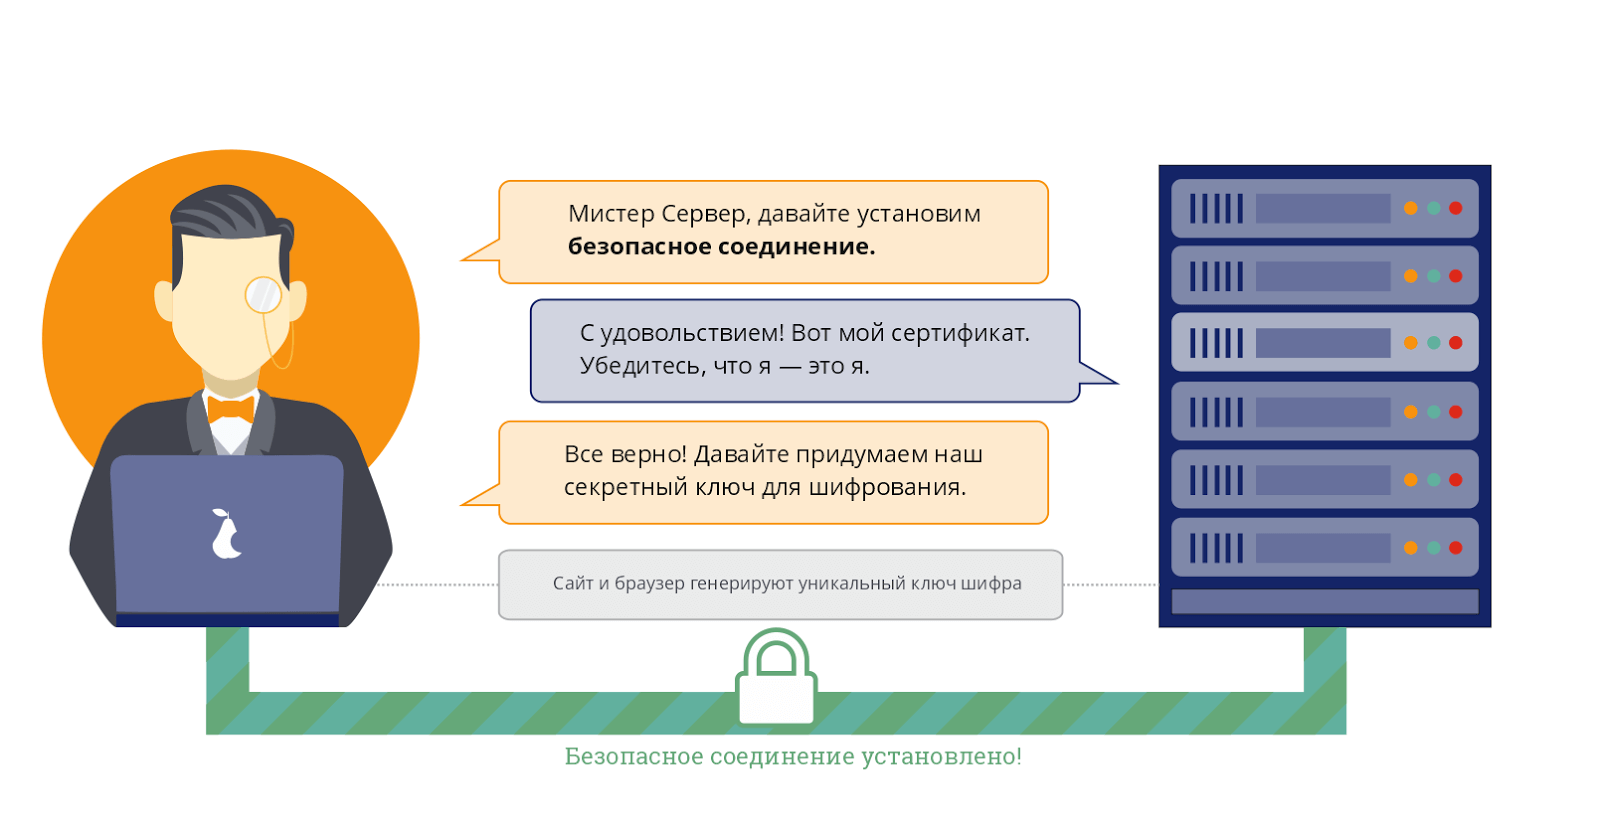 Мистер Сервер, давайте установим
безопасное соединение.
С удовольствием! Вот мой сертификат.
Убедитесь, что я — это я.
Все верно! Давайте придумаем наш
секретный ключ для шифрования.
Сайт и браузер генерируют уникальный ключ шифра
Безопасное соединение установлено!